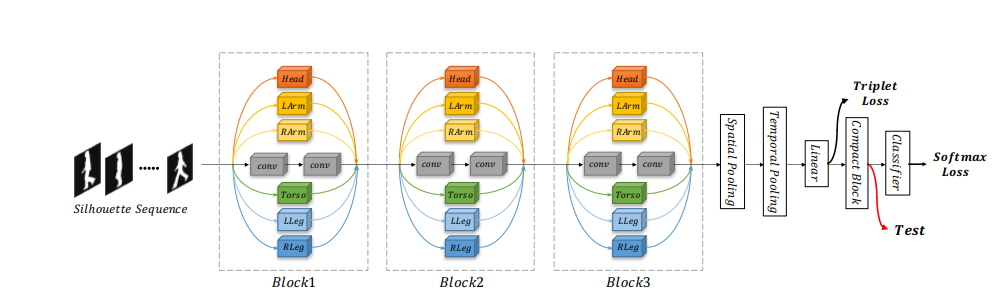 Silhouette Sequence
Head
LArm
RArm
conv conv
Torso
LLeg
RLeg
Block1
Head
LArm
RArm
conv conv
Torso
LLeg
RLeg
Block2
Head
LArm
RArm
conv conv
Torso
LLeg
RLeg
Block3
Spatial Pooling
Temporal Pooling
Linear
Triplet
Loss
Compact Block
Classifier
Softmax
Loss
Test